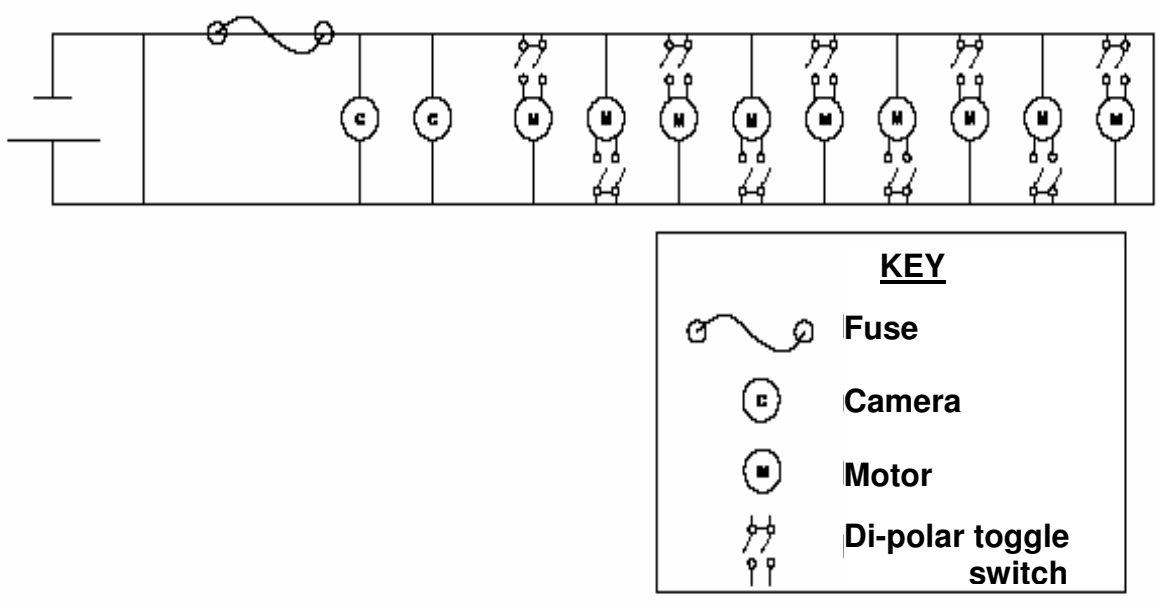 C C M M M M M M M M M
KEY
Fuse
C Camera
M Motor
Di-polar toggle
switch